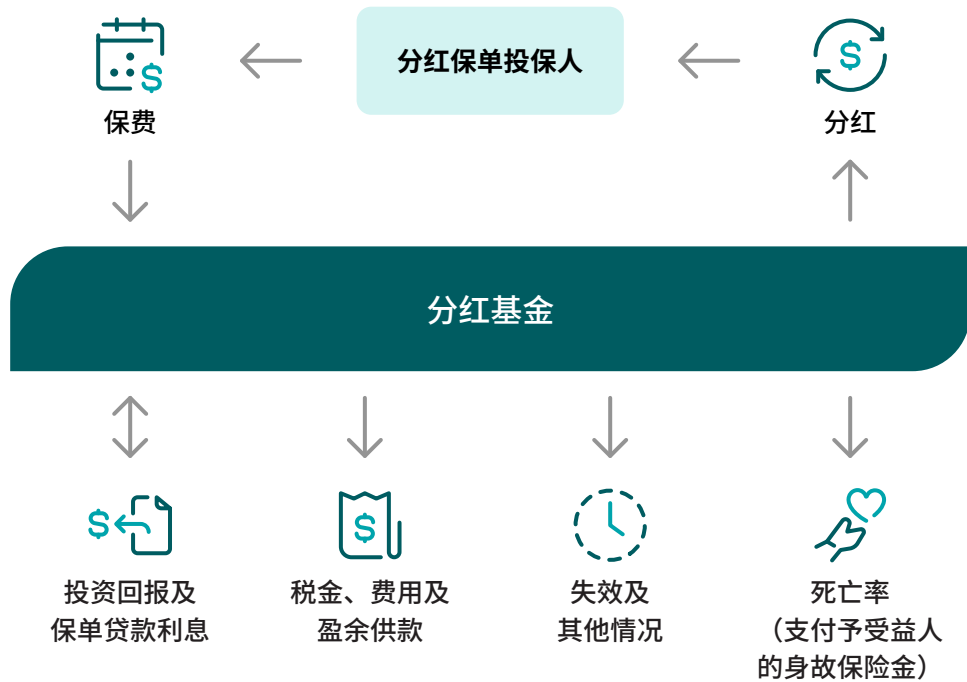 分红保单投保人
保费
分红
分红基金
投资回报及
保单贷款利息
税金、费用及
盈余供款
失效及
其他情况
死亡率
（支付予受益人
的身故保险金）
$
$
$
$